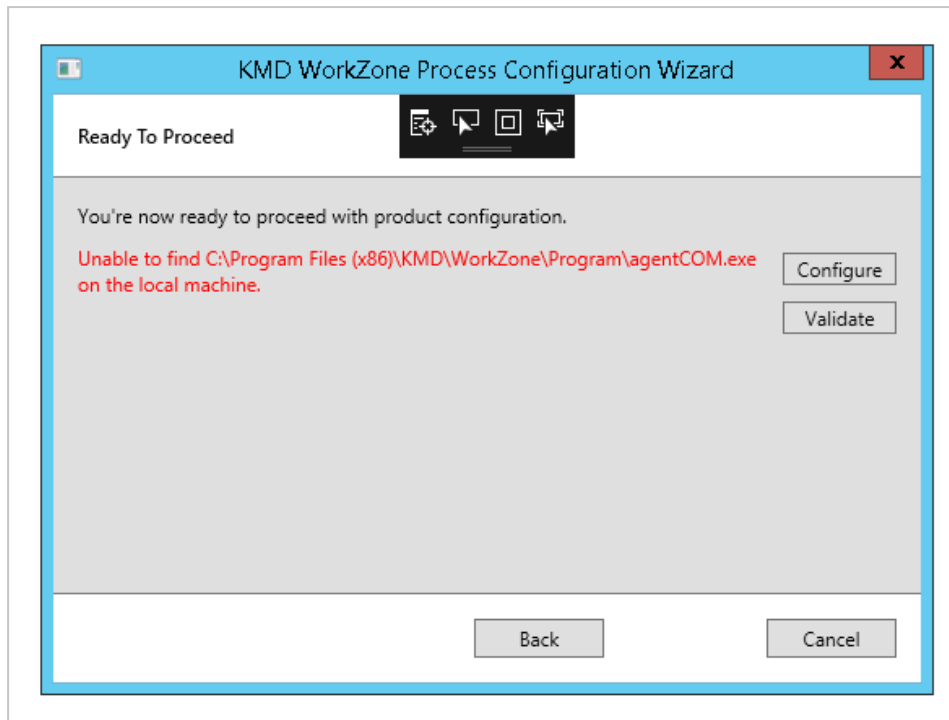 KMD WorkZone Process Configuration Wizard
x
Ready To Proceed
You're now ready to proceed with product configuration.
Unable to find C:\Program Files (x86)\KMD\WorkZone\Program\agentCOM.exe
on the local machine.
Configure
Validate
Back
Cancel